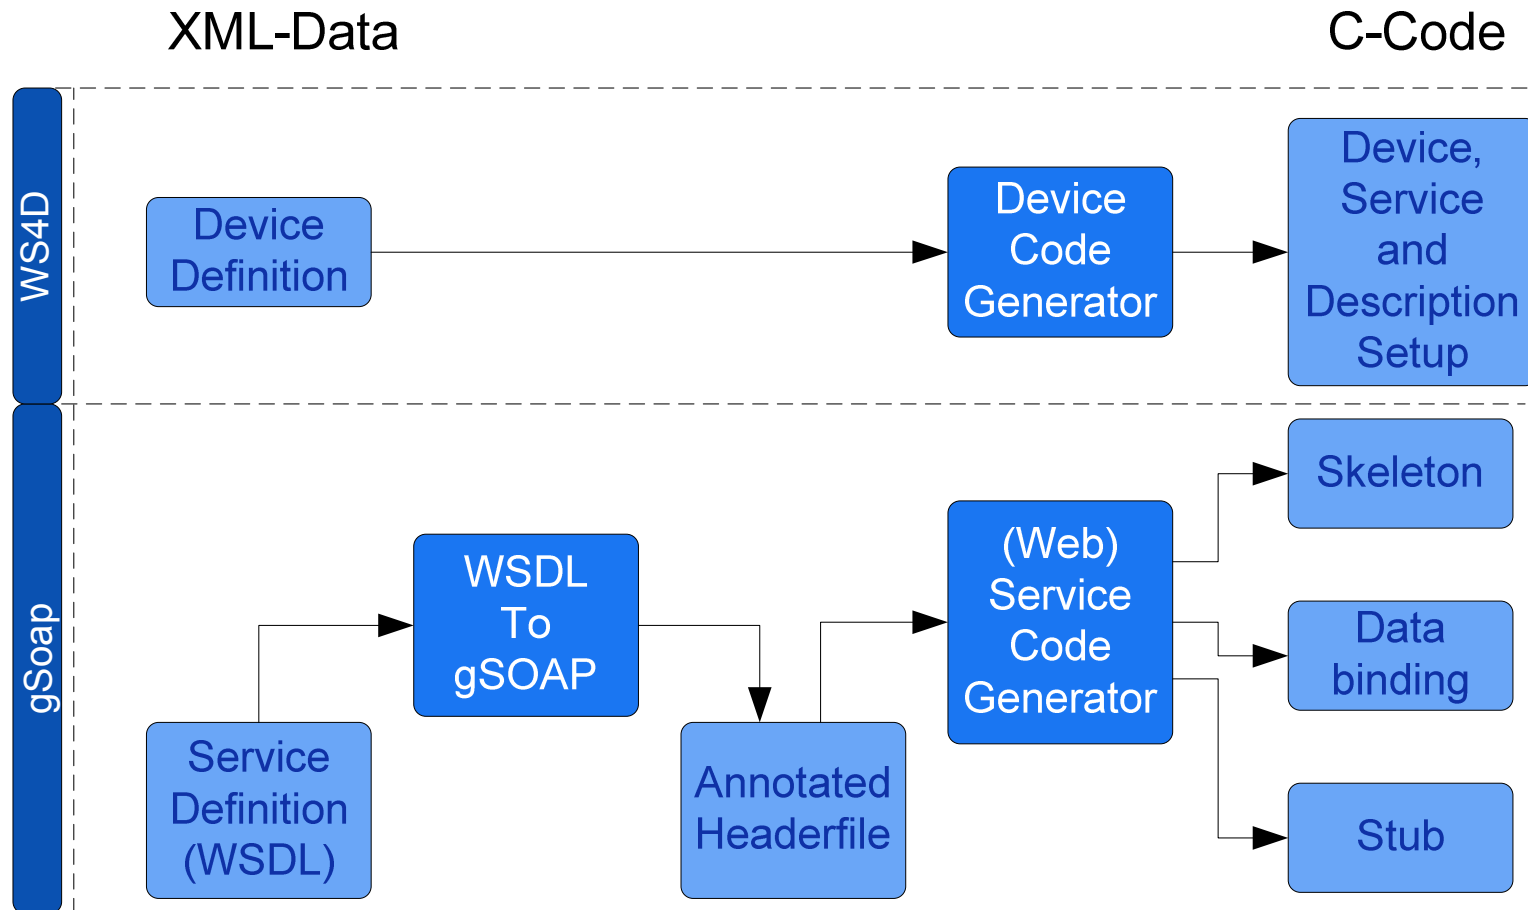 XML-Data
C-Code
WS4D
Device
Definition
Device
Code
Generator
Device,
Service
and
Description
Setup
gSoap
Service
Definition
(WSDL)
WSDL
To
gSOAP
Annotated
Headerfile
(Web)
Service
Code
Generator
Skeleton
Data
binding
Stub